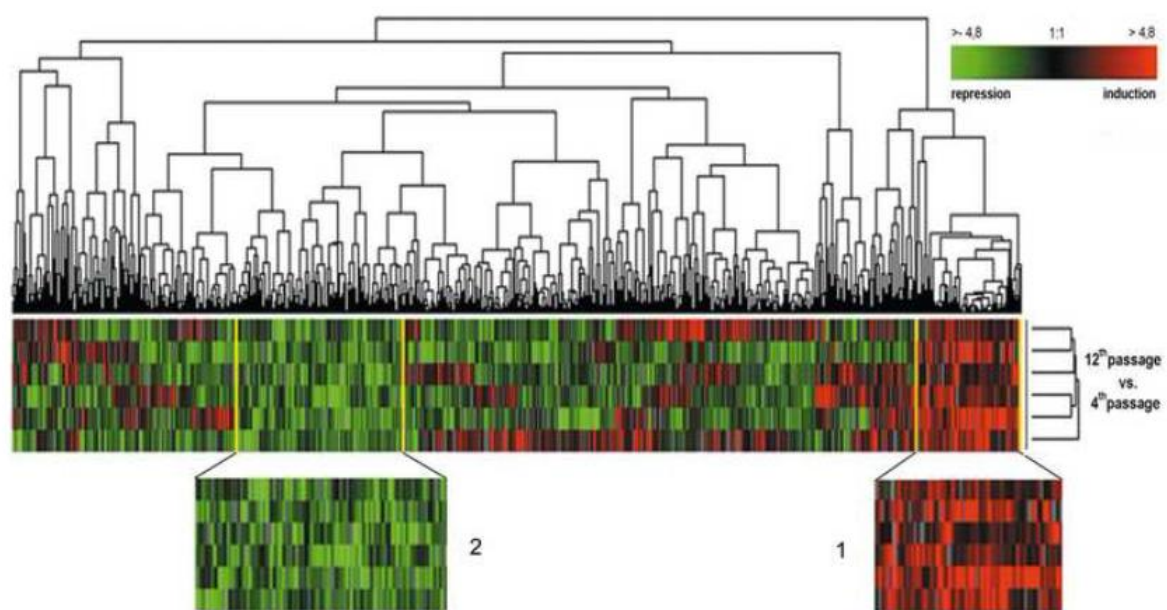 >- 4,8 1:1 > 4,8
repression induction
12th passage
vs.
4th passage
2 1